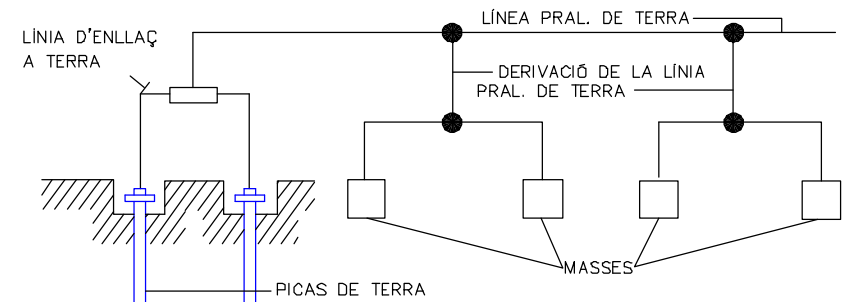 LÍNEA PRAL. DE TERRA
LÍNIA D'ENLLAÇ
A TERRA
DERIVACIÓ DE LA LÍNIA
PRAL. DE TERRA
MASSES
PICAS DE TERRA